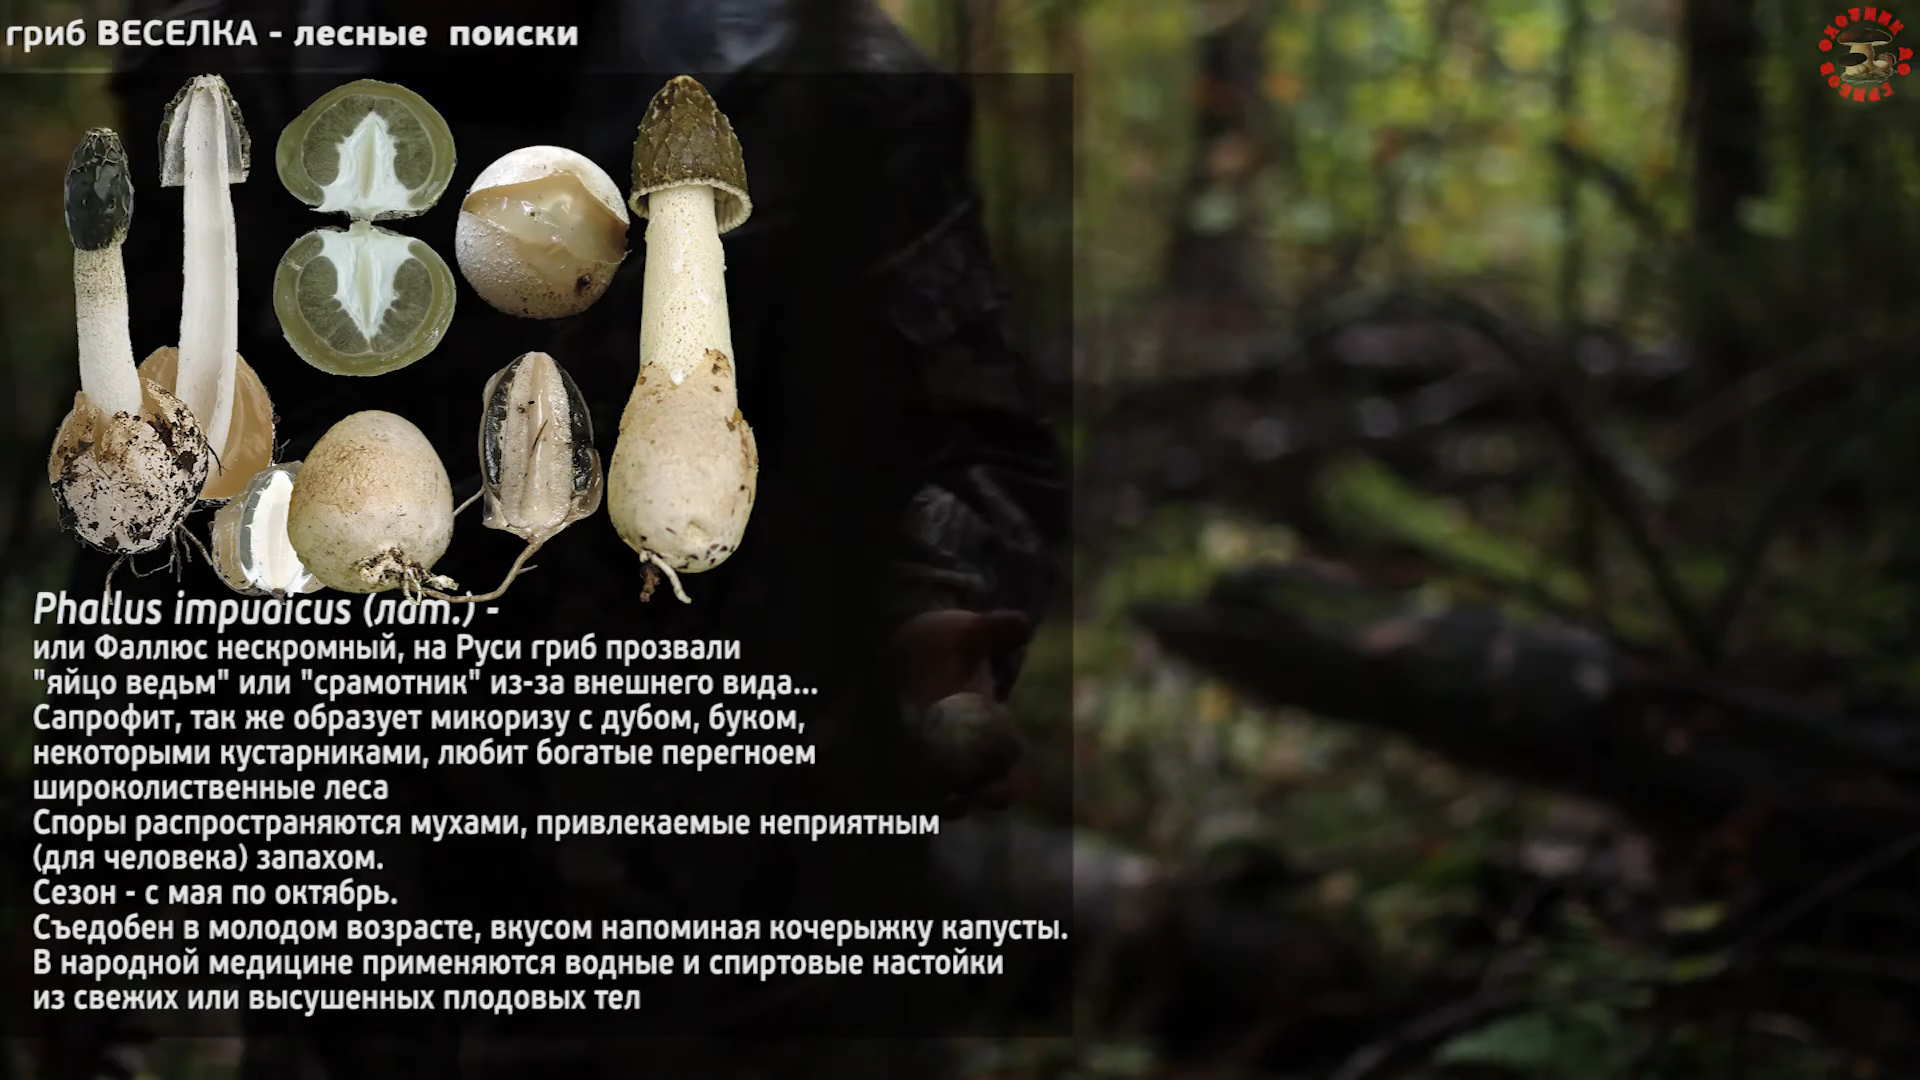 гриб ВЕСЕЛКА - лесные поиски
ОХОТНИК ДО ГРИБОВ
Phallus impudicus (лат.) -
или Фаллюс нескромный, на Руси гриб прозвали
"яйцо ведьм" или "срамотник" из-за внешнего вида...
Сапрофит, так же образует микоризу с дубом, буком,
некоторыми кустарниками, любит богатые перегноем
широколиственные леса
Споры распространяются мухами, привлекаемые неприятным
(для человека) запахом.
Сезон - с мая по октябрь.
Съедобен в молодом возрасте, вкусом напоминая кочерыжку капусты.
В народной медицине применяются водные и спиртовые настойки
из свежих или высушенных плодовых тел